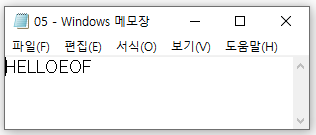 05 - Windows 메모장
파일(F) 편집(E) 서식(O) 보기(V) 도움말(H)
HELLOEOF